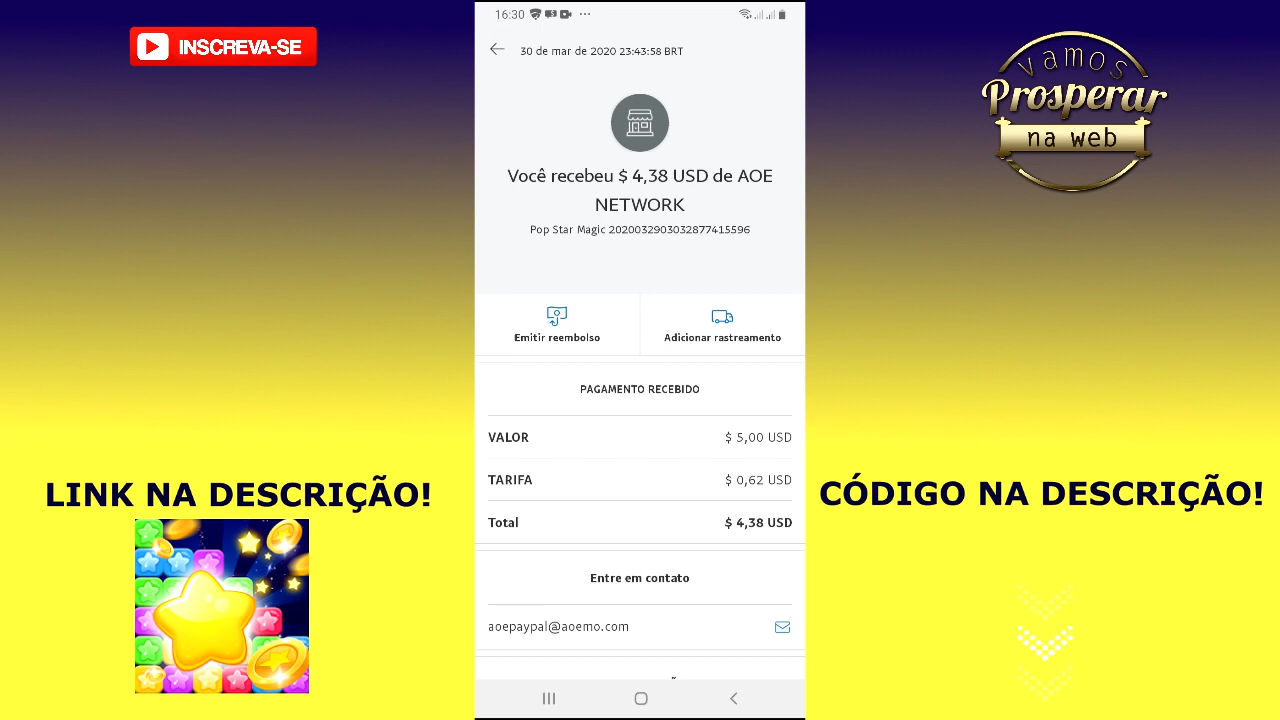 INSCREVA-SE
vamos
Prosperar
na web
16:30
30 de mar de 2020 23:43:58 BRT
Você recebeu $ 4,38 USD de AOE
NETWORK
Pop Star Magic 2020032903032877415596
Emitir reembolso
Adicionar rastreamento
PAGAMENTO RECEBIDO
VALOR $ 5,00 USD
TARIFA $ 0,62 USD
Total $ 4,38 USD
Entre em contato
aoepaypal@aoemo.com
LINK NA DESCRIÇÃO!
CÓDIGO NA DESCRIÇÃO!